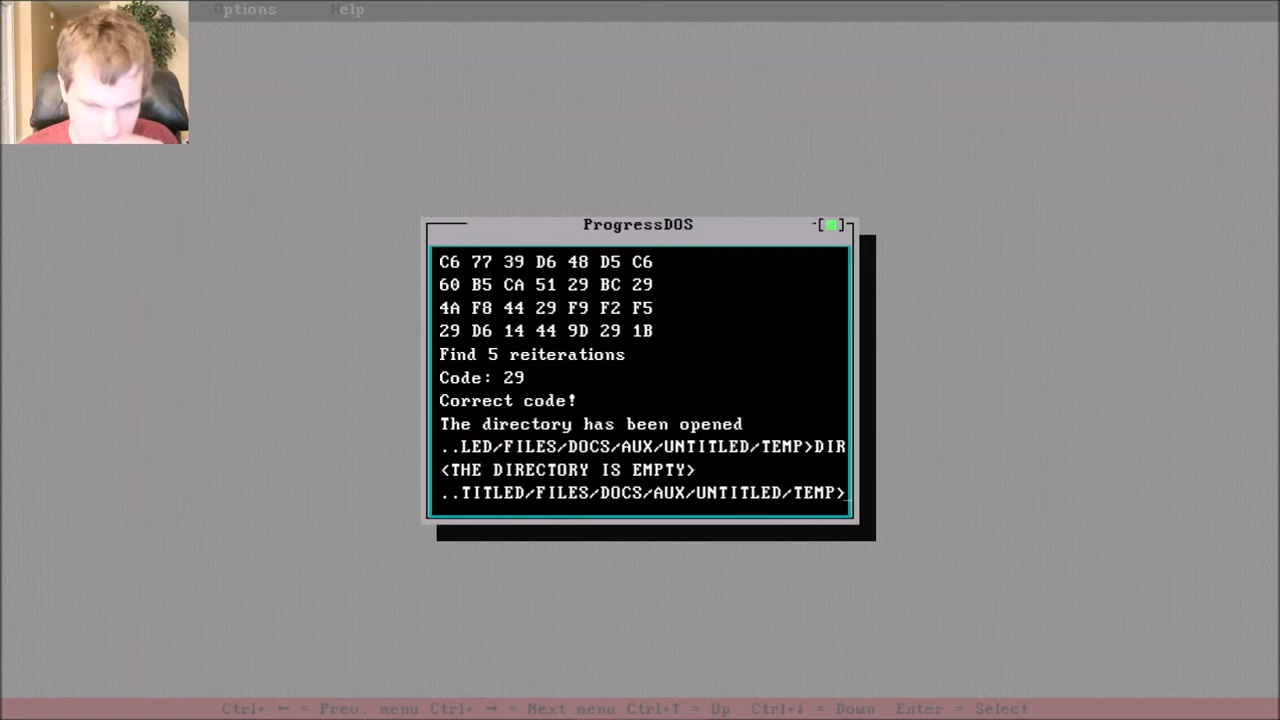 Options Help
ProgressDOS
C6 77 39 D6 48 D5 C6
60 B5 CA 51 29 BC 29
4A F8 44 29 F9 F2 F5
29 D6 14 44 9D 29 1B
Find 5 reiterations
Code: 29
Correct code!
The directory has been opened
..LED/FILES/DOCS/AUX/UNTITLED/TEMP>DIR
<THE DIRECTORY IS EMPTY>
..TITLED/FILES/DOCS/AUX/UNTITLED/TEMP>_
Ctrl+ ← = Prev. menu Ctrl+ → = Next menu Ctrl+↑ = Up Ctrl+↓ = Down Enter = Select